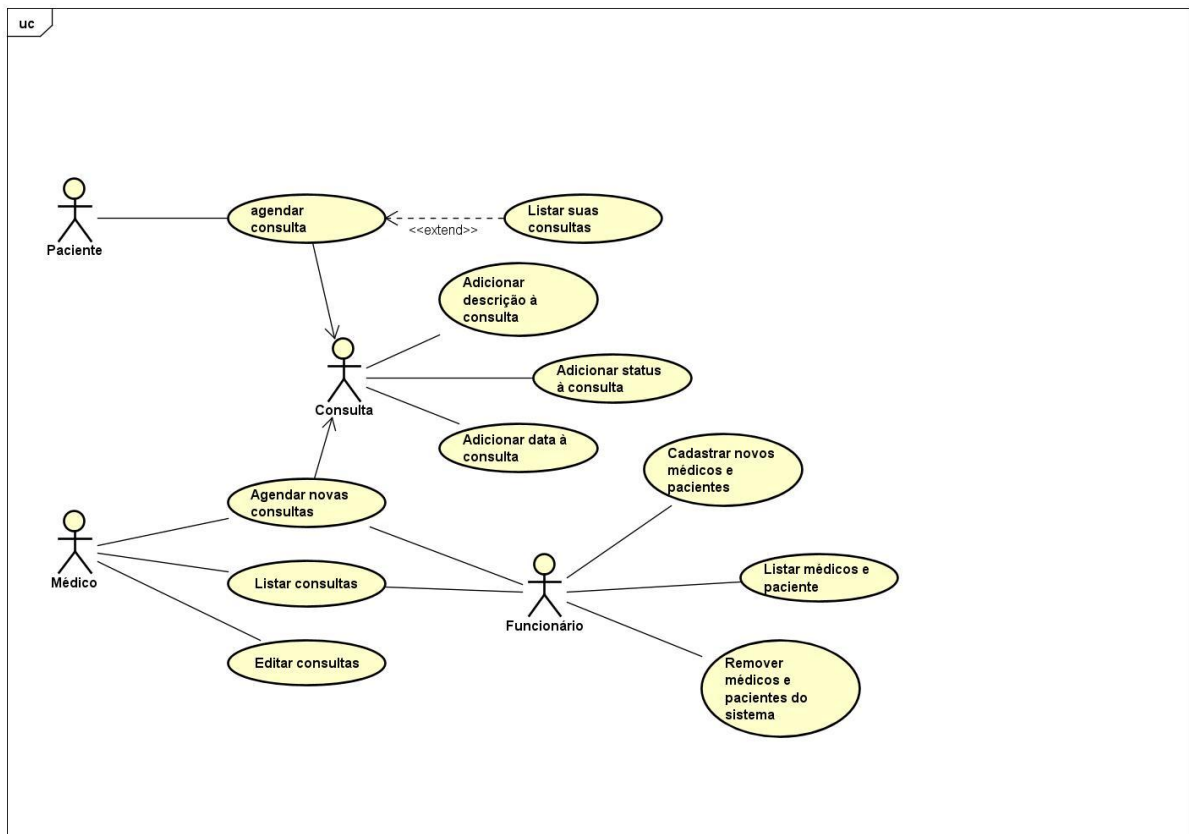 uc
Paciente
agendar
consulta
<<extend>>
Listar suas
consultas
Adicionar
descrição à
consulta
Consulta
Adicionar status
à consulta
Adicionar data à
consulta
Cadastrar novos
médicos e
pacientes
Médico
Agendar novas
consultas
Listar consultas
Editar consultas
Funcionário
Listar médicos e
paciente
Remover
médicos e
pacientes do
sistema